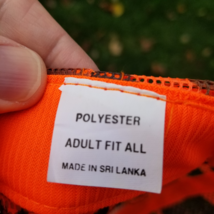 POLYESTER
ADULT FIT ALL
MADE IN SRI LANKA